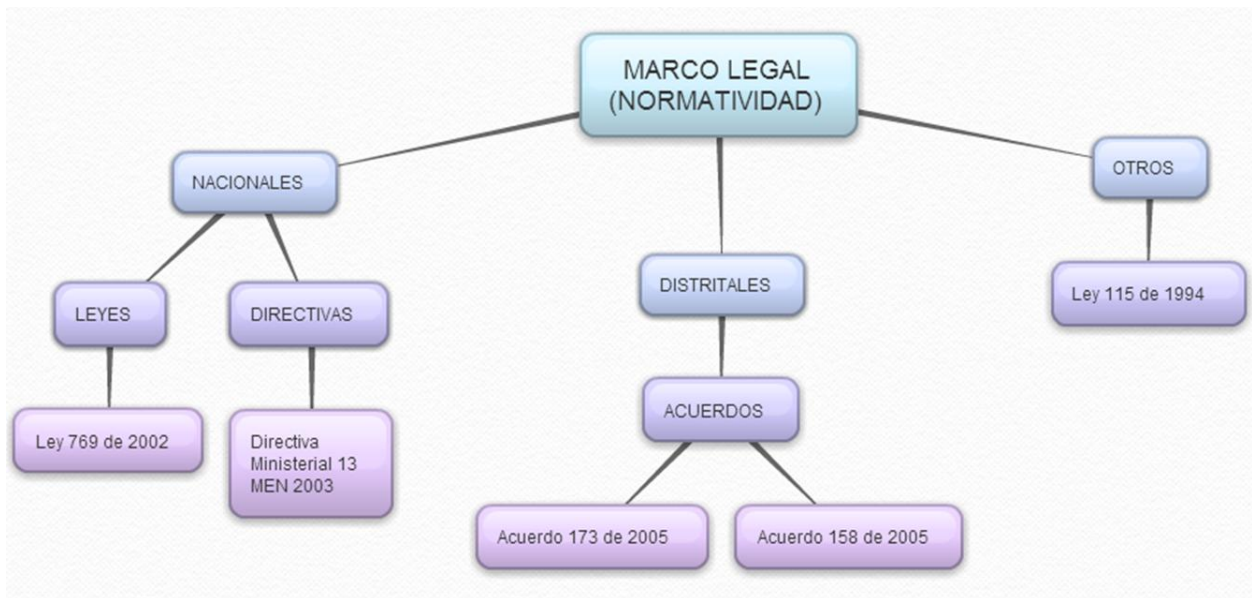 MARCO LEGAL
(NORMATIVIDAD)
NACIONALES
OTROS
LEYES
DIRECTIVAS
DISTRITALES
Ley 115 de 1994
ACUERDOS
Ley 769 de 2002
Directiva
Ministerial 13
MEN 2003
Acuerdo 173 de 2005
Acuerdo 158 de 2005